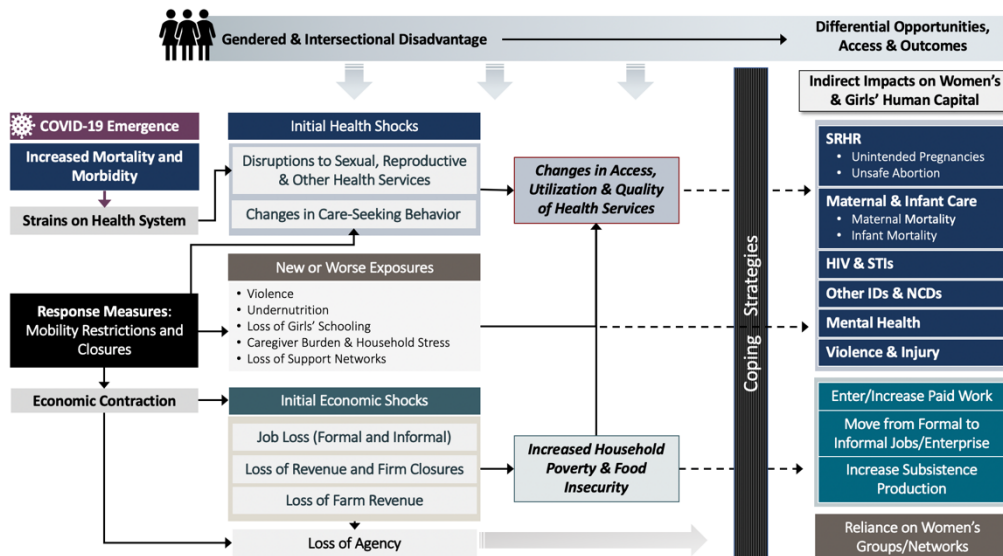 Gendered & Intersectional Disadvantage
Differential Opportunities,
Access & Outcomes
Indirect Impacts on Women's
& Girls' Human Capital
COVID-19 Emergence
Increased Mortality and
Morbidity
Strains on Health System
Response Measures:
Mobility Restrictions and
Closures
Economic Contraction
Initial Health Shocks
Disruptions to Sexual, Reproductive
& Other Health Services
Changes in Care-Seeking Behavior
New or Worse Exposures
• Violence
• Undernutrition
• Loss of Girls' Schooling
• Caregiver Burden & Household Stress
• Loss of Support Networks
Initial Economic Shocks
Job Loss (Formal and Informal)
Loss of Revenue and Firm Closures
Loss of Farm Revenue
Loss of Agency
Changes in Access,
Utilization & Quality
of Health Services
Increased Household
Poverty & Food
Insecurity
Coping Strategies
SRHR
• Unintended Pregnancies
• Unsafe Abortion
Maternal & Infant Care
• Maternal Mortality
• Infant Mortality
HIV & STIs
Other IDs & NCDs
Mental Health
Violence & Injury
Enter/Increase Paid Work
Move from Formal to
Informal Jobs/Enterprise
Increase Subsistence
Production
Reliance on Women's
Groups/Networks